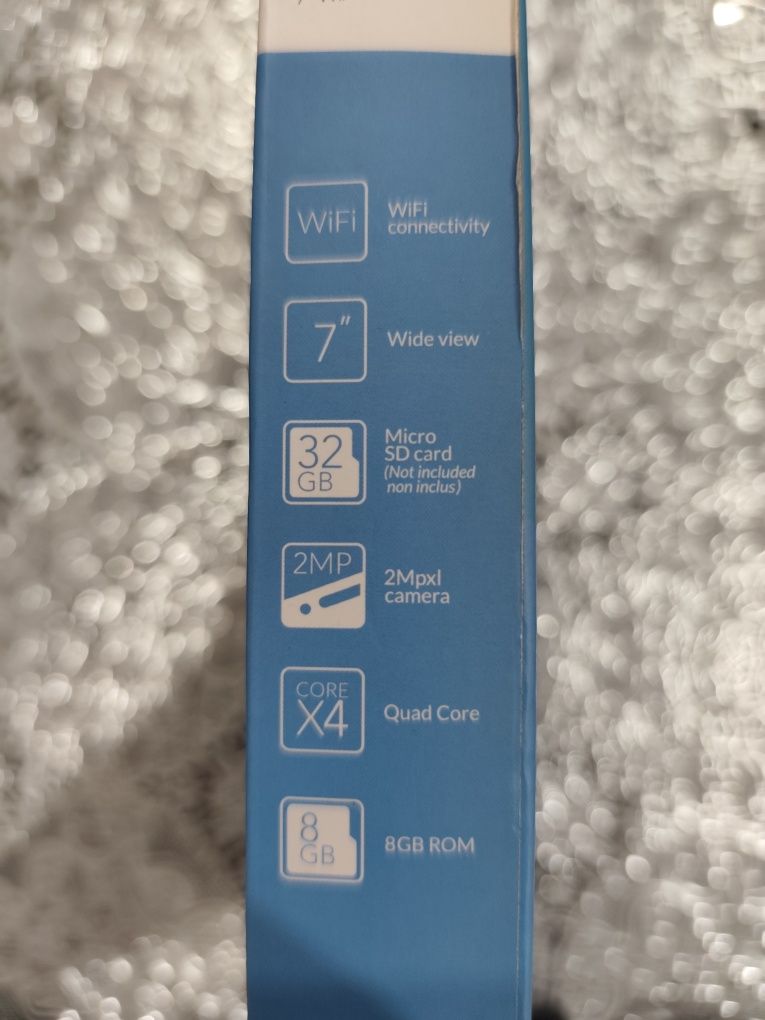 WiFi
WiFi
connectivity
7"
Wide view
32
GB
Micro
SD card
(Not included
non inclus)
2MP
2Mpxl
camera
CORE
X4
Quad Core
8
GB
8GB ROM